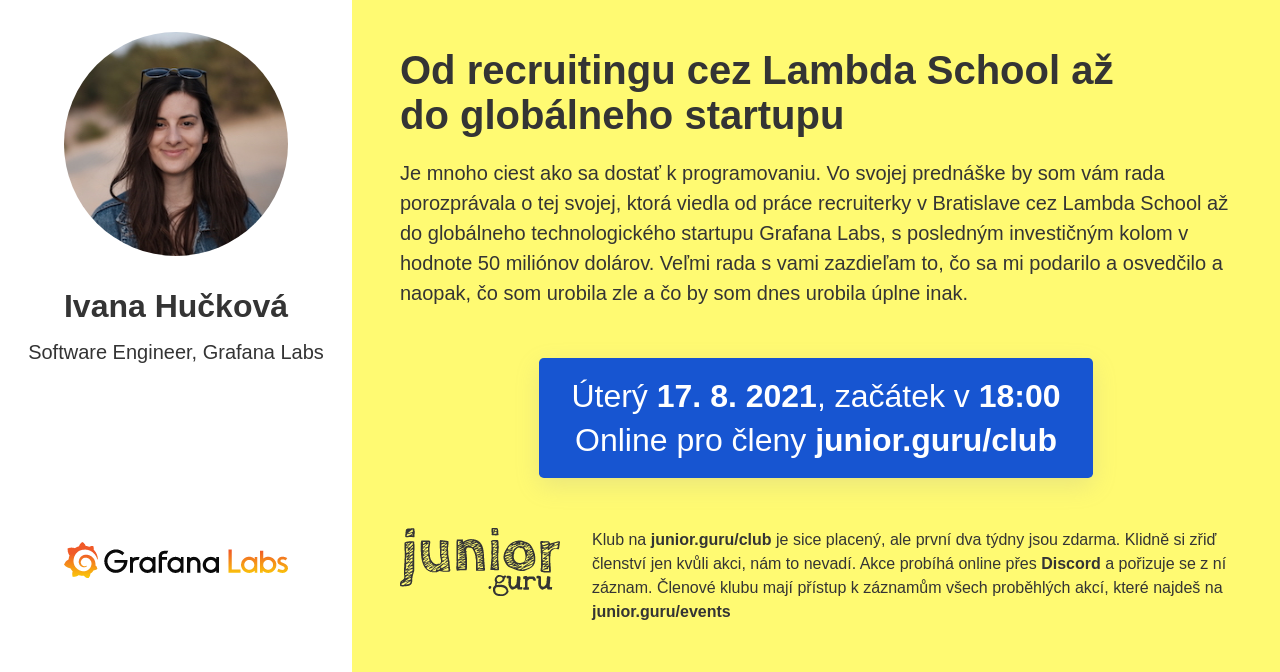 Ivana Hučková
Software Engineer, Grafana Labs
Grafana Labs
Od recruitingu cez Lambda School až
do globálneho startupu
Je mnoho ciest ako sa dostať k programovaniu. Vo svojej prednáške by som vám rada
porozprávala o tej svojej, ktorá viedla od práce recruiterky v Bratislave cez Lambda School až
do globálneho technologického startupu Grafana Labs, s posledným investičným kolom v
hodnote 50 miliónov dolárov. Veľmi rada s vami zazdieľam to, čo sa mi podarilo a osvedčilo a
naopak, čo som urobila zle a čo by som dnes urobila úplne inak.
Úterý 17. 8. 2021, začátek v 18:00
Online pro členy junior.guru/club
junior
.guru
Klub na junior.guru/club je sice placený, ale první dva týdny jsou zdarma. Klidně si zřiď
členství jen kvůli akci, nám to nevadí. Akce probíhá online přes Discord a pořizuje se z ní
záznam. Členové klubu mají přístup k záznamům všech proběhlých akcí, které najdeš na
junior.guru/events